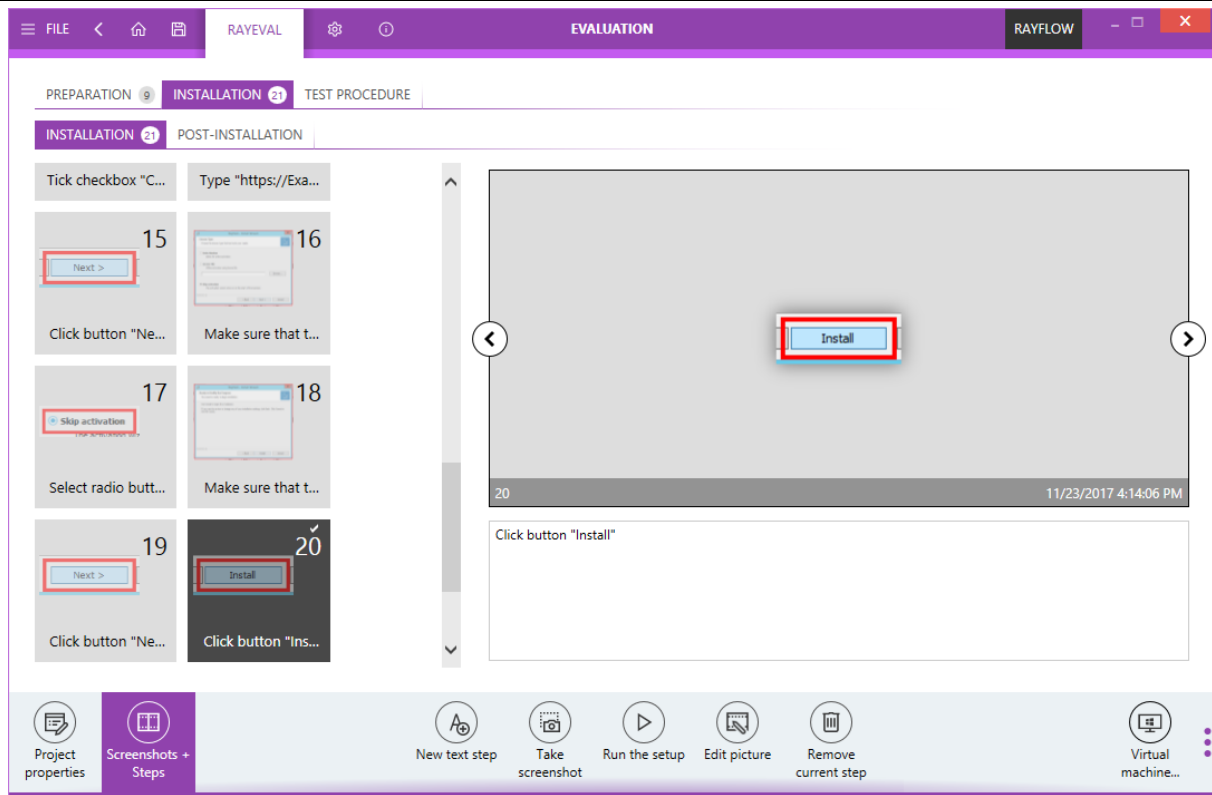 FILE
RAYEVAL
EVALUATION
RAYFLOW
PREPARATION 9 INSTALLATION 21 TEST PROCEDURE
INSTALLATION 21 POST-INSTALLATION
Tick checkbox "C... Type "https://Exa...
15 16
Next >
Click button "Ne... Make sure that t...
17 18
Skip activation
Select radio butt... Make sure that t...
19 20
Next > Install
Click button "Ne... Click button "Ins...
Install
20 11/23/2017 4:14:06 PM
Click button "Install"
Project properties
Screenshots + Steps
New text step
Take screenshot
Run the setup
Edit picture
Remove current step
Virtual machine...